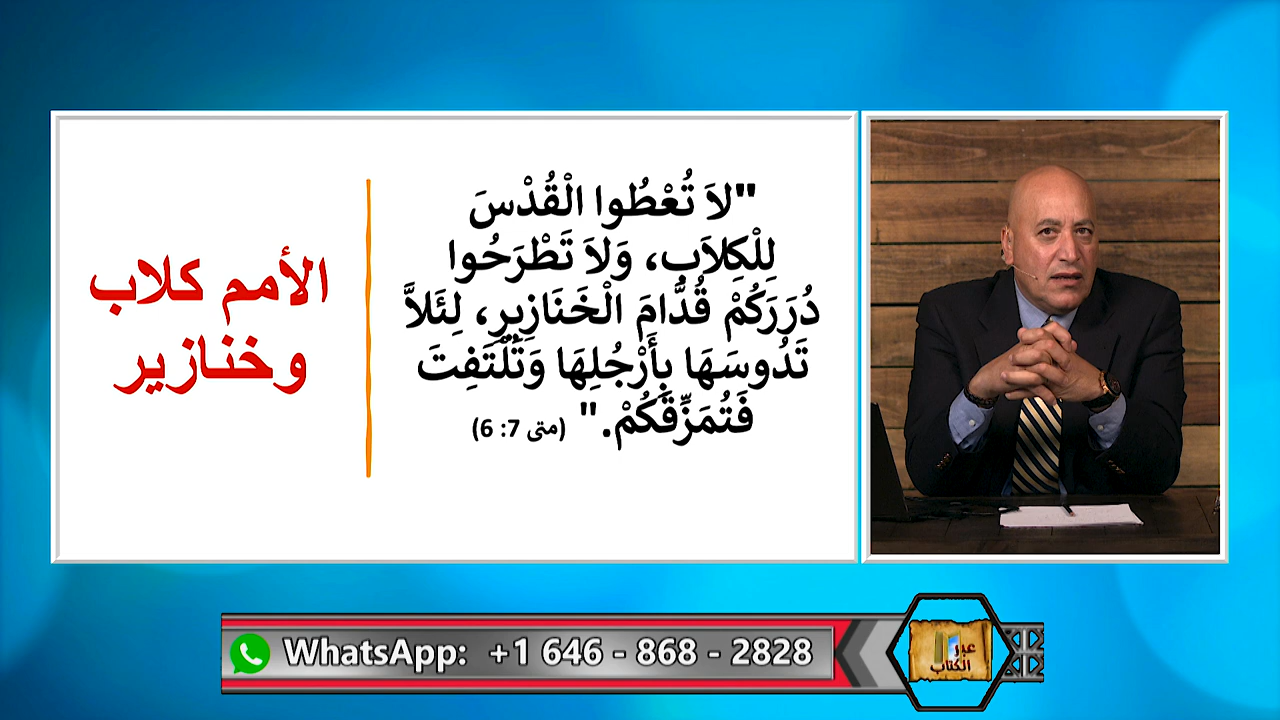 "لاَ تُعْطُوا الْقُدْسَ
لِلْكِلاَبِ، وَلاَ تَطْرَحُوا
دُرَرَكُمْ قُدَّامَ الْخَنَازِيرِ، لِئَلاَّ
تَدُوسَهَا بِأَرْجُلِهَا وَتَلْتَفِتَ
فَتُمَزِّقَكُمْ." (متى 7: 6)
الأمم كلاب
وخنازير
WhatsApp: +1 646 - 868 - 2828
عبر
الكتاب